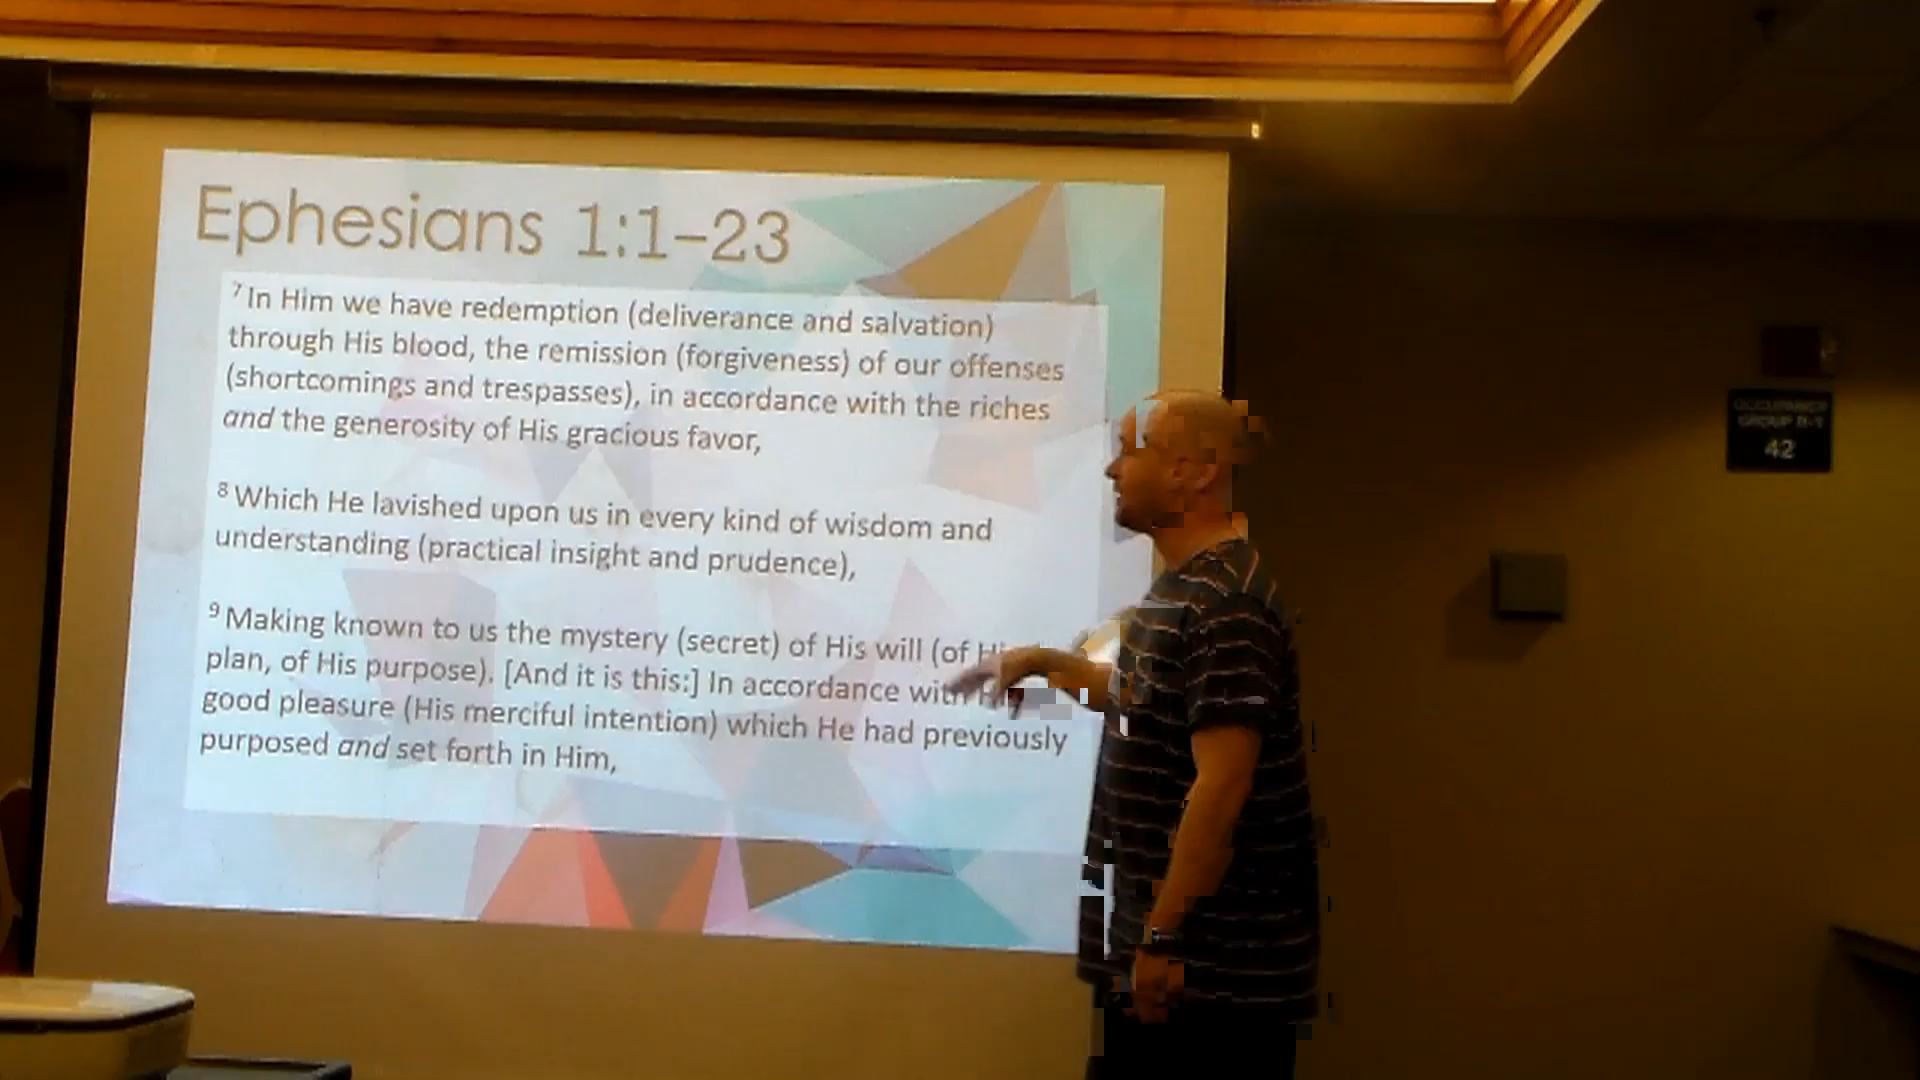 Ephesians 1:1–23
7 In Him we have redemption (deliverance and salvation)
through His blood, the remission (forgiveness) of our offenses
(shortcomings and trespasses), in accordance with the riches
and the generosity of His gracious favor,
8 Which He lavished upon us in every kind of wisdom and
understanding (practical insight and prudence),
9 Making known to us the mystery (secret) of His will (of
plan, of His purpose). [And it is this:] In accordance with
good pleasure (His merciful intention) which He had previously
purposed and set forth in Him,
OCCUPANCY
GROUP
42